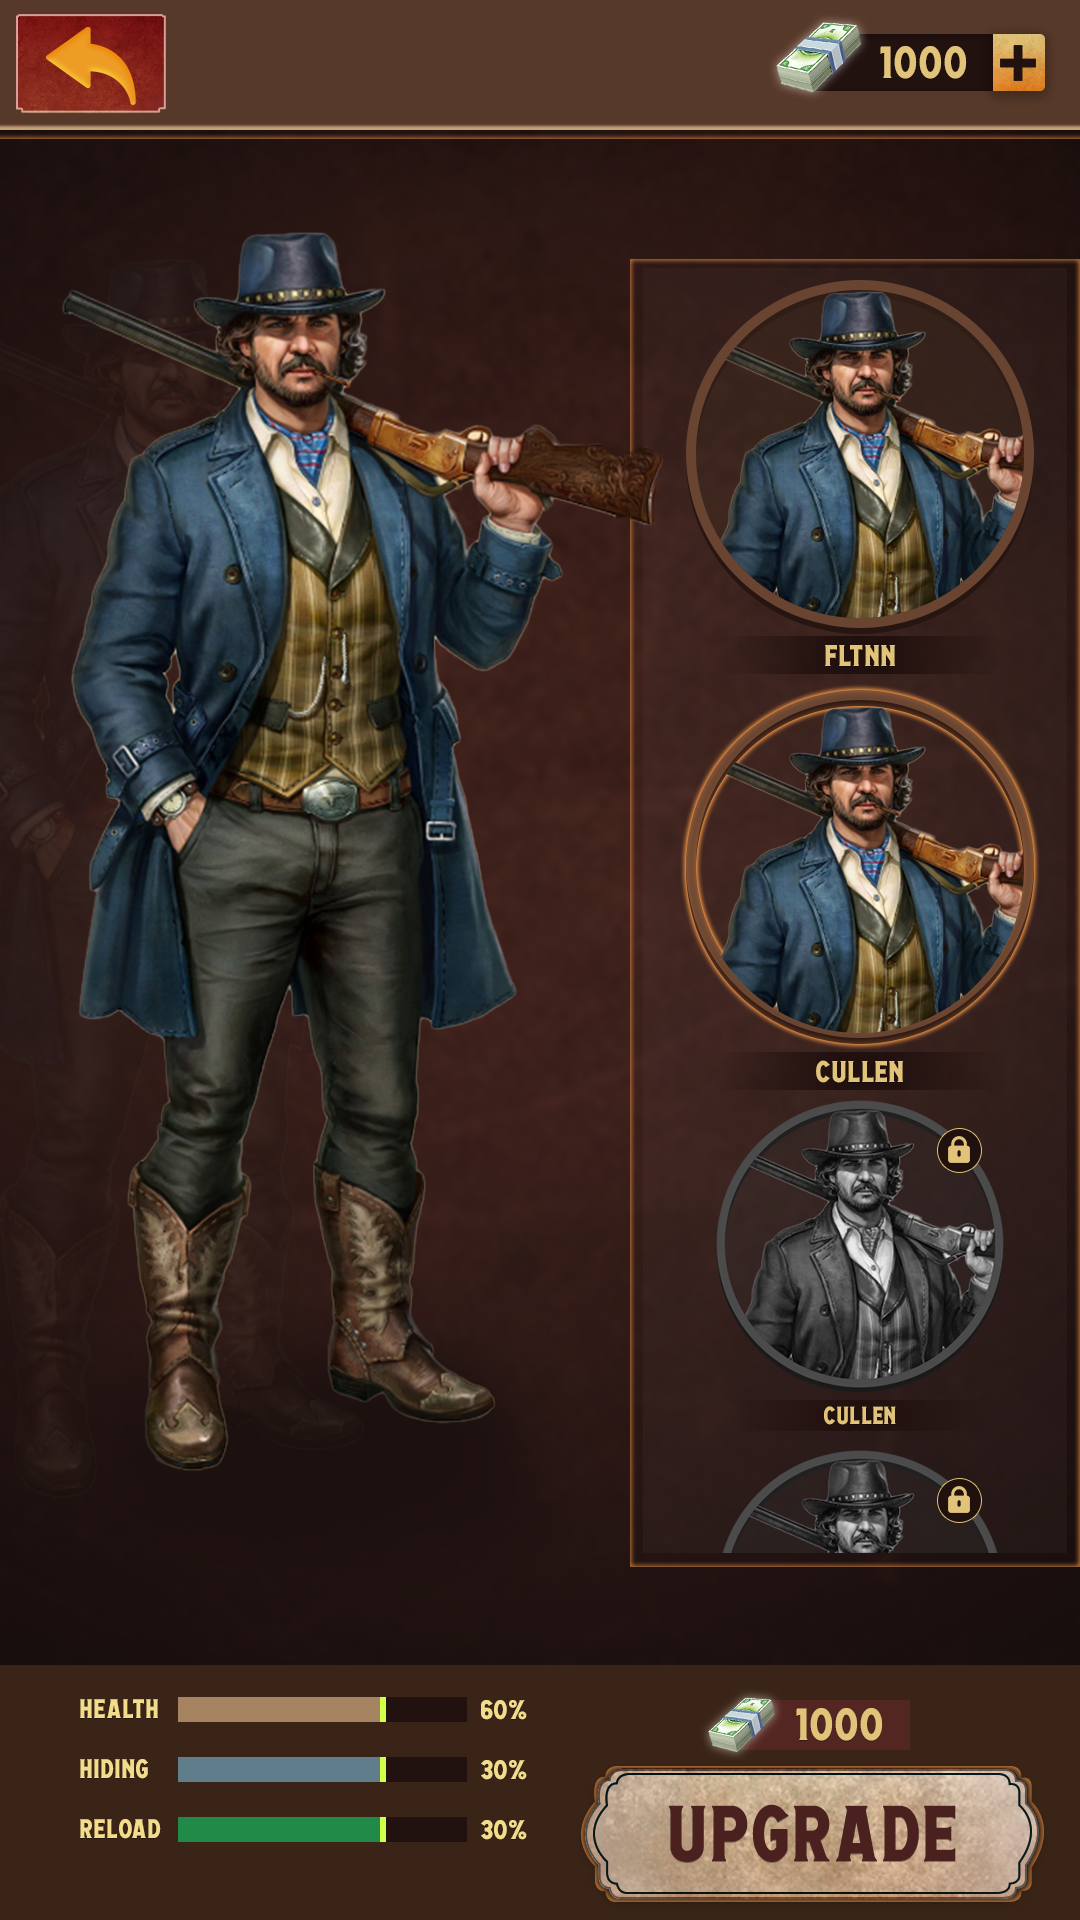 1000
FLTNN
CULLEN
CULLEN
HEALTH 60%
HIDING 30%
RELOAD 30%
1000
UPGRADE